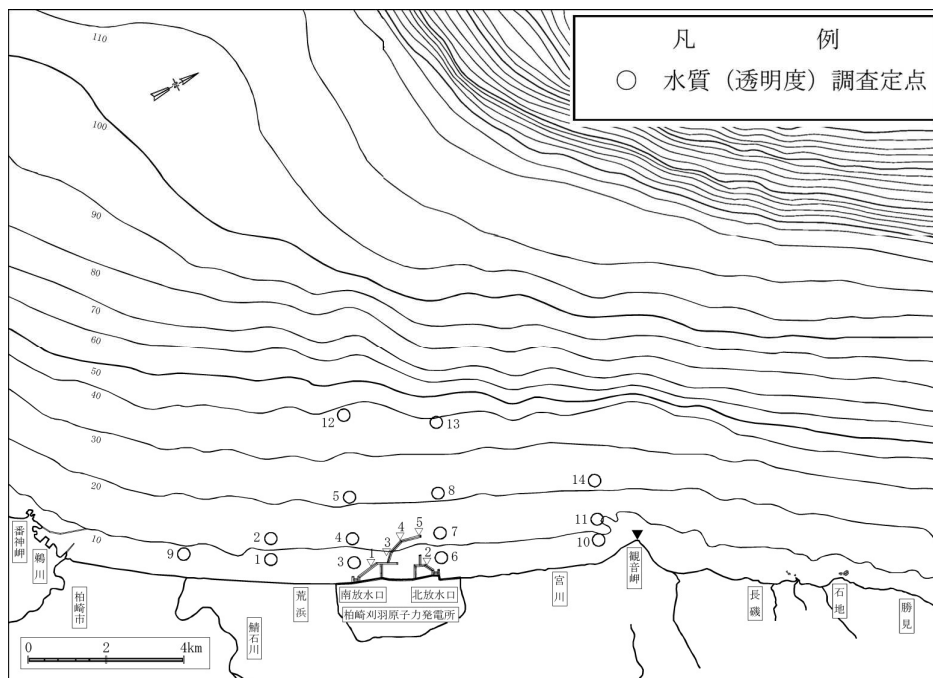 凡 例
○ 水質（透明度）調査定点
110
100
90
80
70
60
50
40
30
20
10
12
13
14
5
8
11
10
2
4
7
9
1
3
6
1
3
4
5
2
番神岬
鵜川
柏崎市
鯖石川
荒浜
南放水口
北放水口
柏崎刈羽原子力発電所
宮川
観音岬
長磯
石地
勝見
0 2 4km